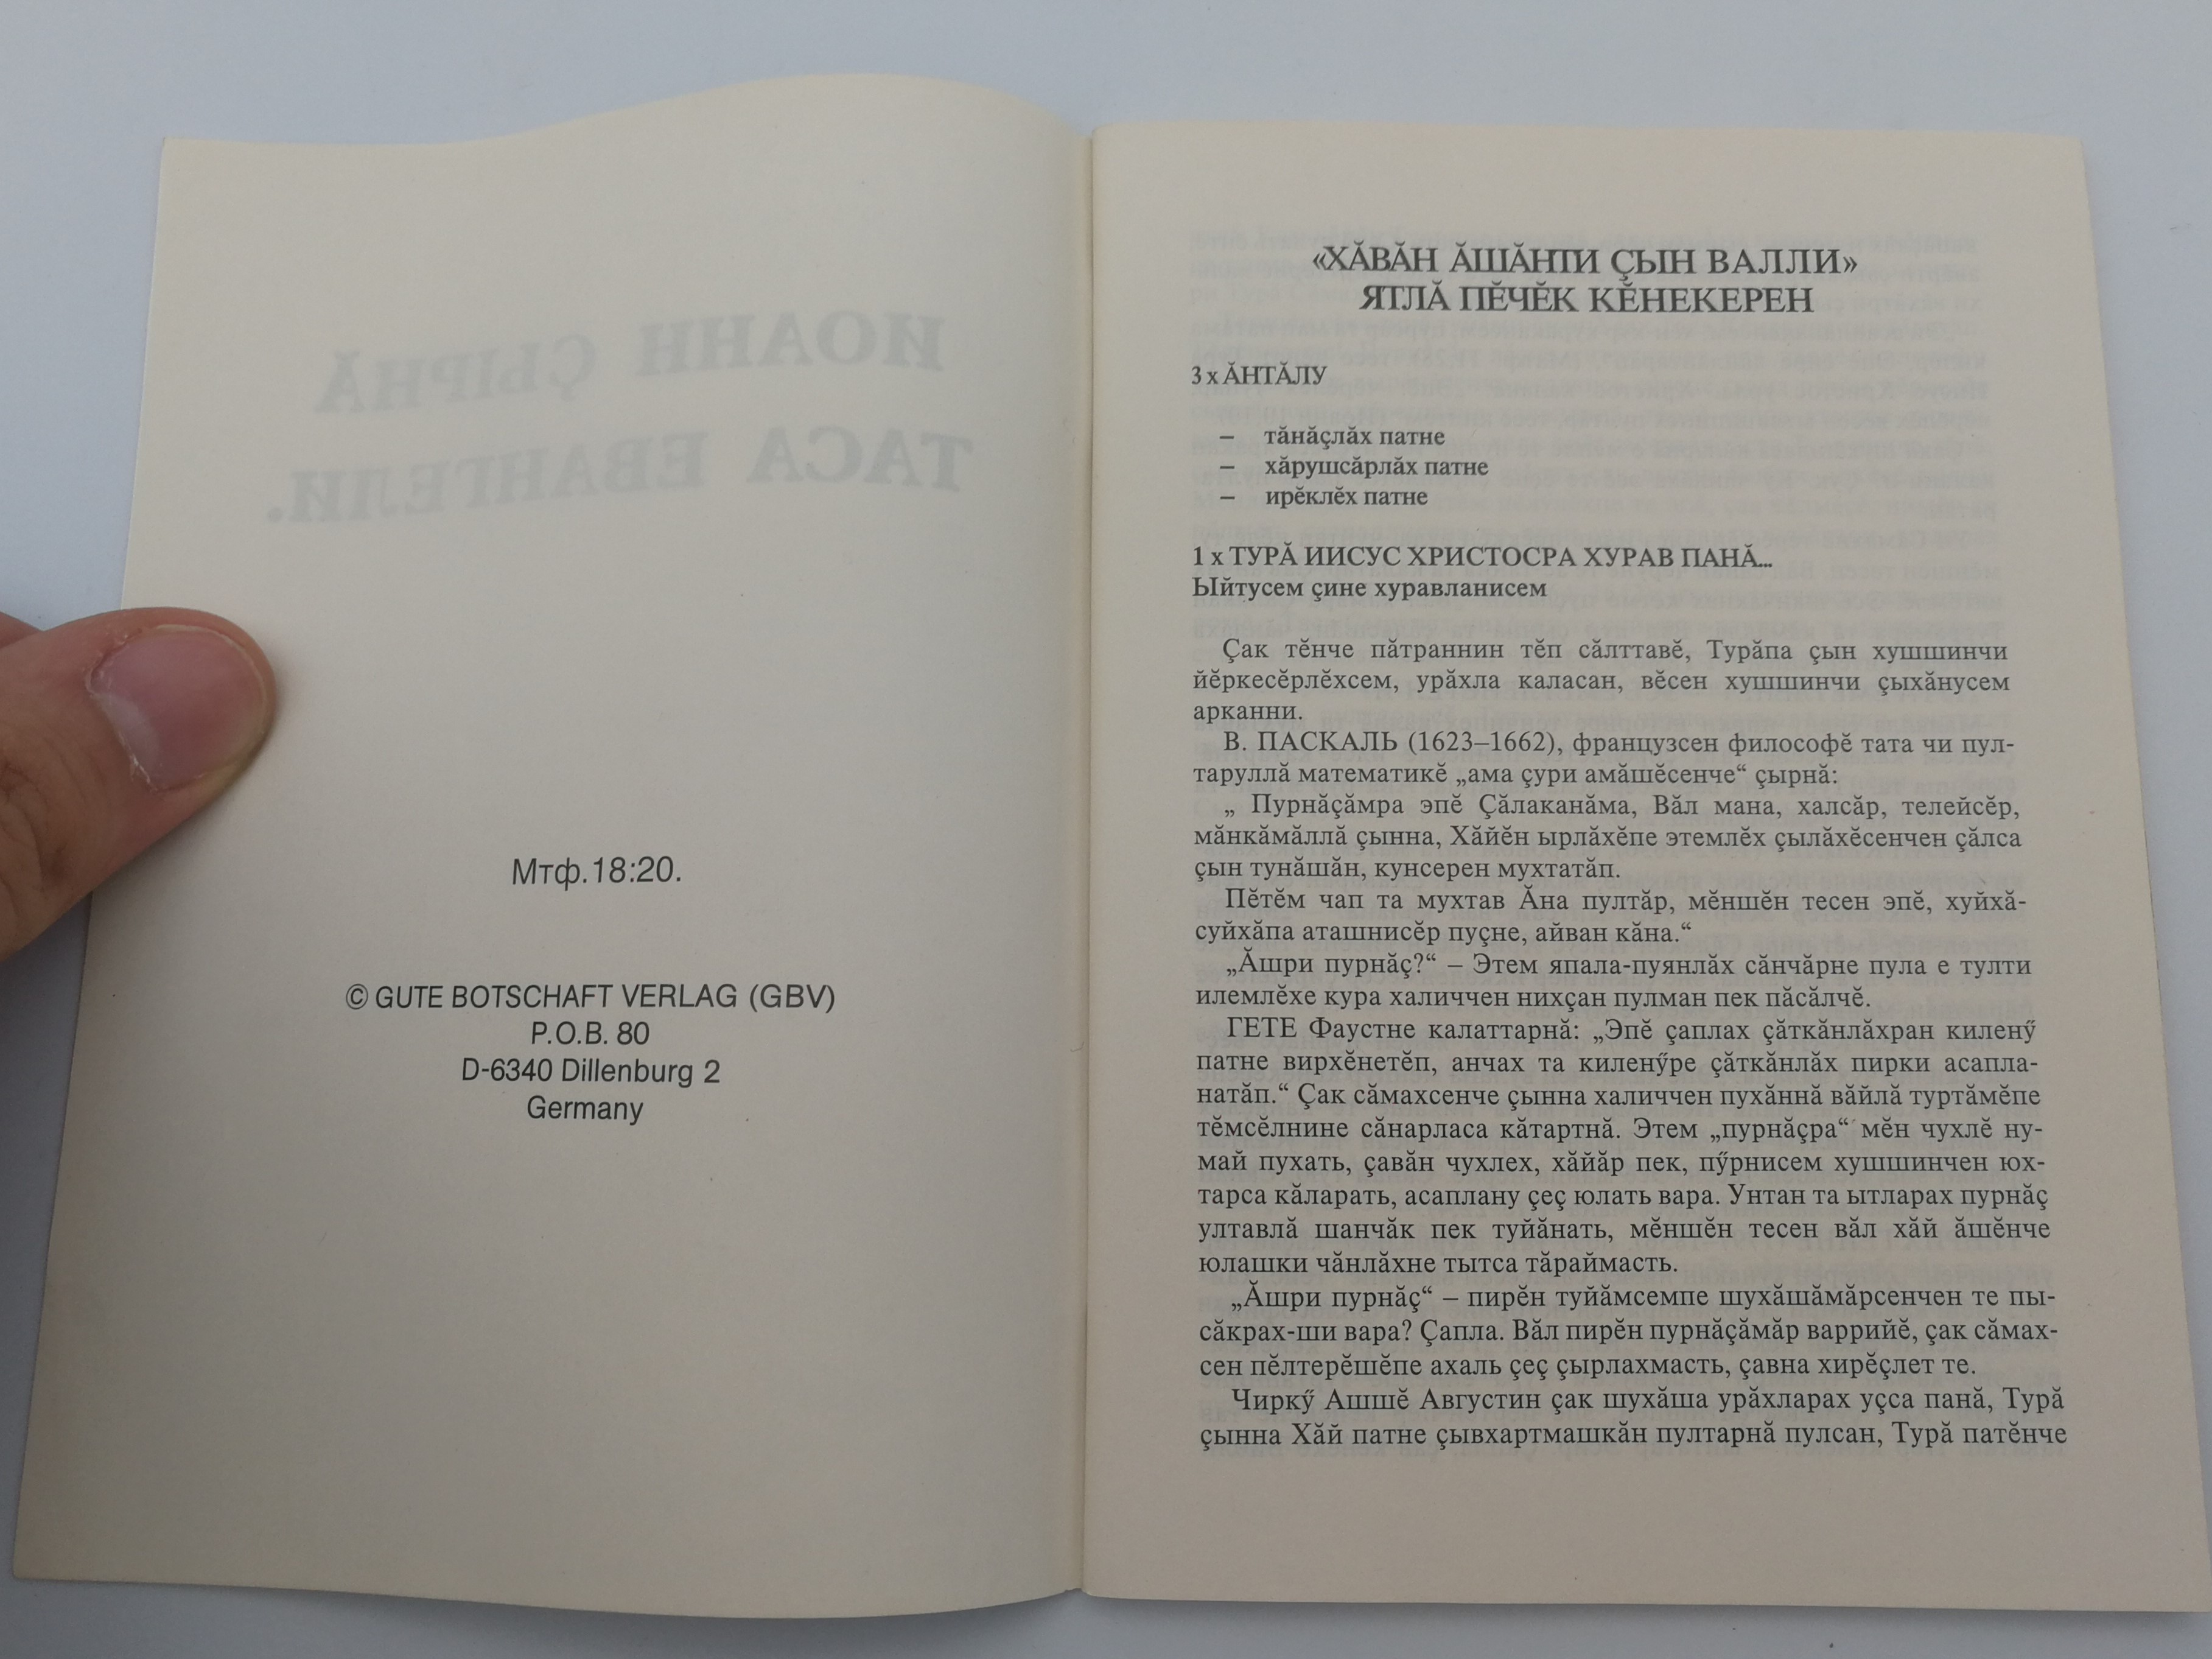 ИОАНН ÇЫРНĂ
ТАСА ЕВАНГЕЛИ.
Мтф.18:20.
© GUTE BOTSCHAFT VERLAG (GBV)
P.O.B. 80
D-6340 Dillenburg 2
Germany
«ХĂВĂН ĂШĂНТИ ÇЫН ВАЛЛИ»
ЯТЛĂ ПĔЧĔК КĔНЕКЕРЕН
3 x ĂНТĂЛУ
– тăнăçлăх патне
– хăрушсăрлăх патне
– ирĕклĕх патне
1 x ТУРĂ ИИСУС ХРИСТОСРА ХУРАВ ПАНĂ...
Ыйтусем çине хуравланисем
Çак тĕнче пăтраннин тĕп сăлттавĕ, Турăпа çын хушшинчи
йĕркесĕрлĕхсем, урăхла каласан, вĕсен хушшинчи çыхăнусем
арканни.
В. ПАСКАЛЬ (1623–1662), французсен философĕ тата чи пул-
таруллă математикĕ „ама çури амăшĕсенче“ çырнă:
„ Пурнăçăмра эпĕ Çăлаканăма, Вăл мана, халсăр, телейсĕр,
мăнкăмăллă çынна, Хăйĕн ырлăхĕпе этемлĕх çылăхĕсенчен çăлса
çын тунăшăн, кунсерен мухтатăп.
Пĕтĕм чап та мухтав Ăна пултăр, мĕншĕн тесен эпĕ, хуйхă-
суйхăпа аташнисĕр пуçне, айван кăна.“
„Ăшри пурнăç?“ – Этем япала-пуянлăх сăнчăрне пула е тулти
илемлĕхе кура халиччен нихçан пулман пек пăсăлчĕ.
ГЕТЕ Фаустне калаттарнă: „Эпĕ çаплах çăткăнлăхран киленӳ
патне вирхĕнетĕп, анчах та киленӳре çăткăнлăх пирки асапла-
натăп.“ Çак сăмахсенче çынна халиччен пухăннă вăйлă туртăмĕпе
тĕмсĕлнине сăнарласа кăтартнă. Этем „пурнăçра“ мĕн чухлĕ ну-
май пухать, çавăн чухлех, хăйăр пек, пӳрнисем хушшинчен юх-
тарса кăларать, асаплану çеç юлать вара. Унтан та ытларах пурнăç
ултавлă шанчăк пек туйăнать, мĕншĕн тесен вăл хăй ăшĕнче
юлашки чăнлăхне тытса тăраймасть.
„Ăшри пурнăç“ – пирĕн туйăмсемпе шухăшăмăрсенчен те пы-
сăкрах-ши вара? Çапла. Вăл пирĕн пурнăçăмăр варрийĕ, çак сăмах-
сен пĕлтерĕшĕпе ахаль çеç çырлахмасть, çавна хирĕçлет те.
Чиркӳ Ашшĕ Августин çак шухăша урăхларах уçса панă, Турă
çынна Хăй патне çывхартмашкăн пултарнă пулсан, Турă патĕнче